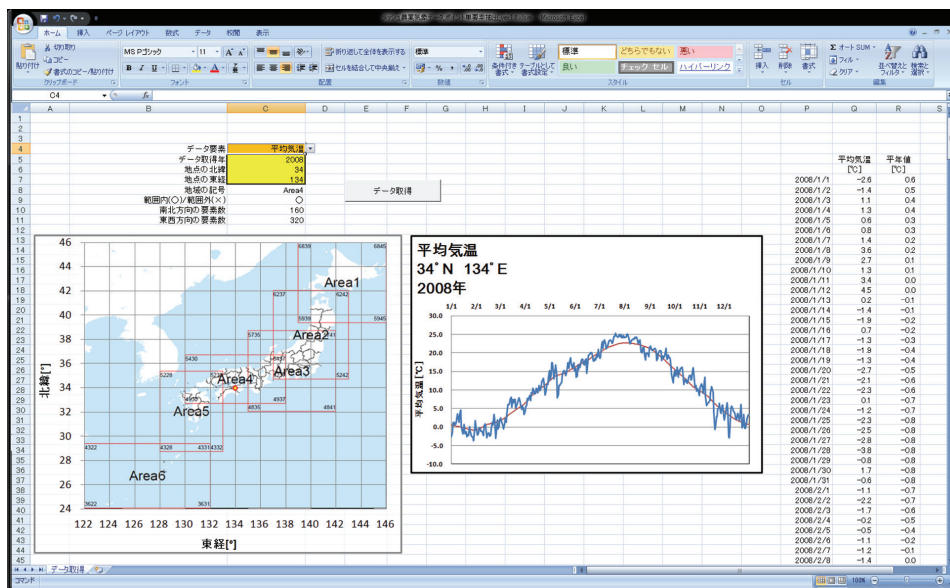 Microsoft Excel
ホーム 挿入 ページ レイアウト 数式 データ 校閲 表示
貼り付け
切り取り
コピー
書式のコピー/貼り付け
クリップボード
MS Pゴシック 11
フォント
折り返して全体を表示する
セルを結合して中央揃え
配置
標準
数値
条件付き書式 テーブルとして書式設定
標準 どちらでもない 悪い
良い チェック セル ハイパーリンク
スタイル
挿入 削除 書式
セル
Σ オート SUM
フィル
クリア
並べ替えとフィルタ 検索と選択
編集
C4
A B C D E F G H I J K L M N O P Q R S
データ要素 平均気温
データ取得年 2008
地点の北緯 34
地点の東経 134
地域の記号 Area4
範囲内(○)/範囲外(×) ○
南北方向の要素数 160
東西方向の要素数 320
データ取得
北緯[°]
46
44
42
40
38
36
34
32
30
28
26
24
122 124 126 128 130 132 134 136 138 140 142 144 146
東経[°]
Area1
Area2
Area3
Area4
Area5
Area6
6839 6845
6237 6242
5939 5945
5735
5430
5228
5242
4835 4937 4841
4322 4328 4331 4332
3622 3631
平均気温
34°N 134°E
2008年
1/1 2/1 3/1 4/1 5/1 6/1 7/1 8/1 9/1 10/1 11/1 12/1
平均気温[℃]
30.0
25.0
20.0
15.0
10.0
5.0
0.0
-5.0
-10.0
平均気温 平年値
[℃] [℃]
2008/1/1 -2.6 0.6
2008/1/2 -1.4 0.5
2008/1/3 1.1 0.4
2008/1/4 1.3 0.4
2008/1/5 0.6 0.3
2008/1/6 0.8 0.3
2008/1/7 1.4 0.2
2008/1/8 3.6 0.2
2008/1/9 2.7 0.1
2008/1/10 1.3 0.1
2008/1/11 3.4 0.0
2008/1/12 4.5 0.0
2008/1/13 0.2 -0.1
2008/1/14 -1.4 -0.1
2008/1/15 -1.9 -0.2
2008/1/16 0.7 -0.2
2008/1/17 -1.3 -0.3
2008/1/18 -1.9 -0.4
2008/1/19 -1.3 -0.4
2008/1/20 -2.7 -0.5
2008/1/21 -2.1 -0.6
2008/1/22 -2.3 -0.6
2008/1/23 0.1 -0.7
2008/1/24 -1.2 -0.7
2008/1/25 -2.3 -0.8
2008/1/26 -2.5 -0.8
2008/1/27 -2.8 -0.8
2008/1/28 -3.8 -0.8
2008/1/29 -0.8 -0.8
2008/1/30 1.7 -0.8
2008/1/31 -0.6 -0.8
2008/2/1 -1.1 -0.7
2008/2/2 -2.2 -0.7
2008/2/3 -1.7 -0.6
2008/2/4 -0.2 -0.5
2008/2/5 -0.5 -0.4
2008/2/6 -1.1 -0.2
2008/2/7 -1.2 -0.1
2008/2/8 -1.4 0.0
データ取得
コマンド
100%